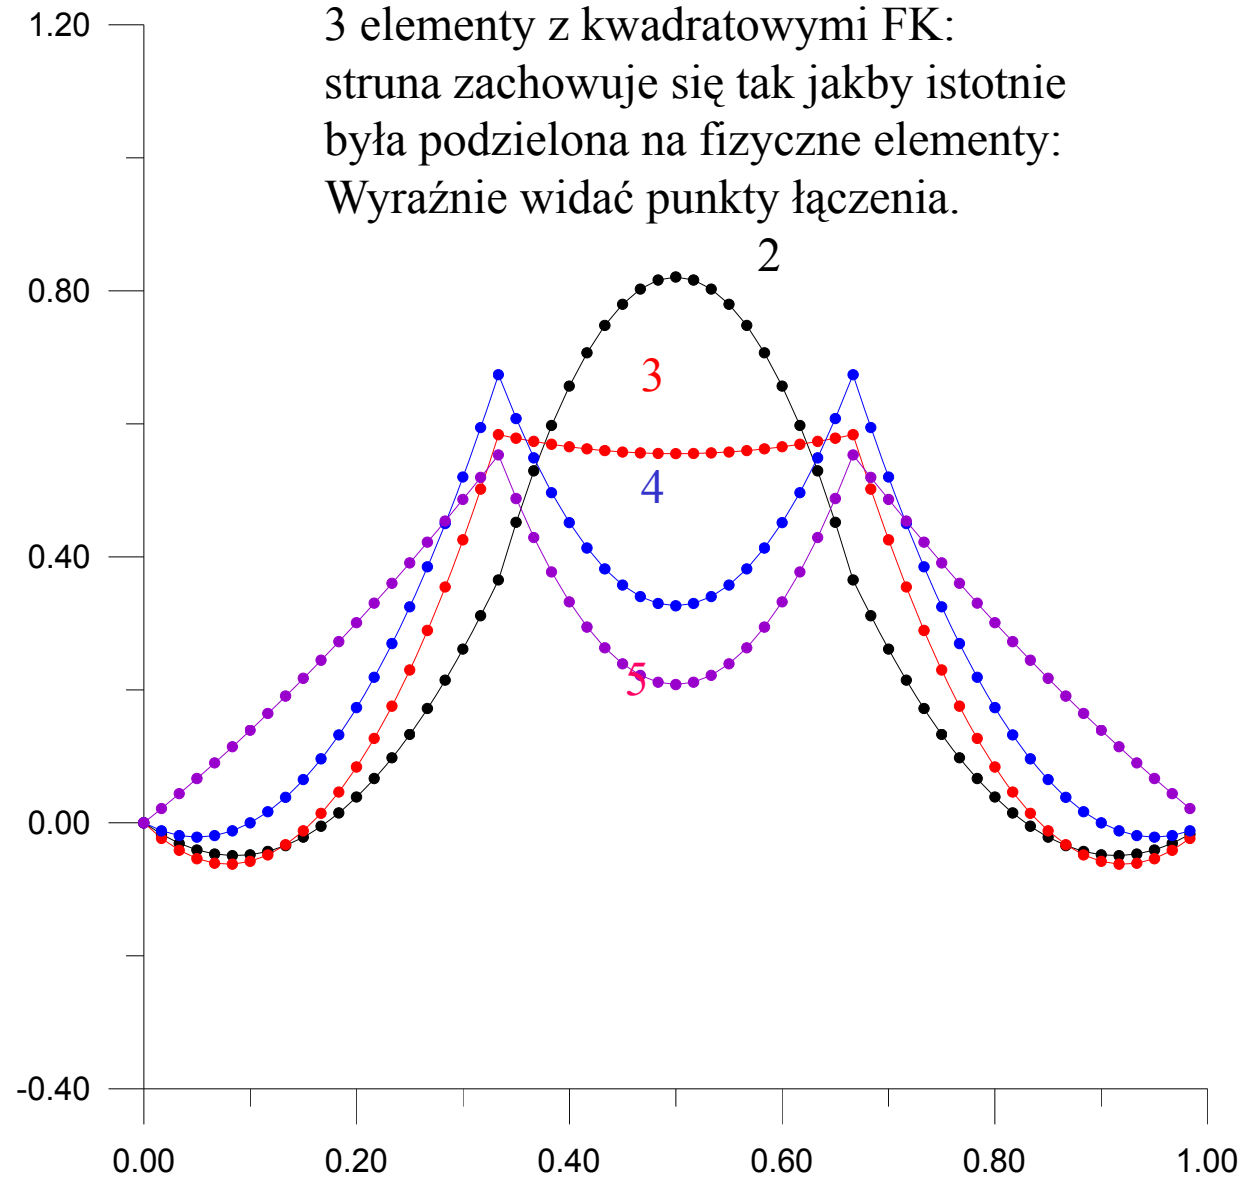 3 elementy z kwadratowymi FK:
struna zachowuje się tak jakby istotnie
była podzielona na fizyczne elementy:
Wyraźnie widać punkty łączenia.
1.20
0.80
0.40
0.00
-0.40
2
3
4
5
0.00 0.20 0.40 0.60 0.80 1.00